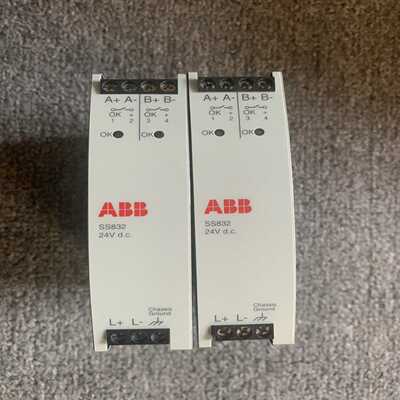 A+ A- B+ B-
OK + OK +
1 2 3 4
OK OK
ABB
SS832
24V d.c.
Chassis
Ground
L+ L-
A+ A- B+ B-
OK + OK +
1 2 3 4
OK OK
ABB
SS832
24V d.c.
Chassis
Ground
L+ L-